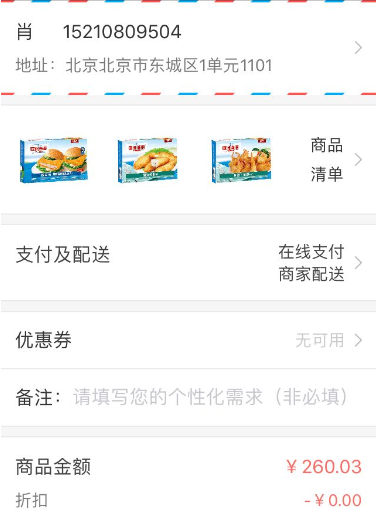 肖 15210809504
地址：北京北京市东城区1单元1101
商品
清单
支付及配送
在线支付
商家配送
优惠券 无可用
备注：请填写您的个性化需求（非必填）
商品金额 ￥260.03
折扣 -￥0.00